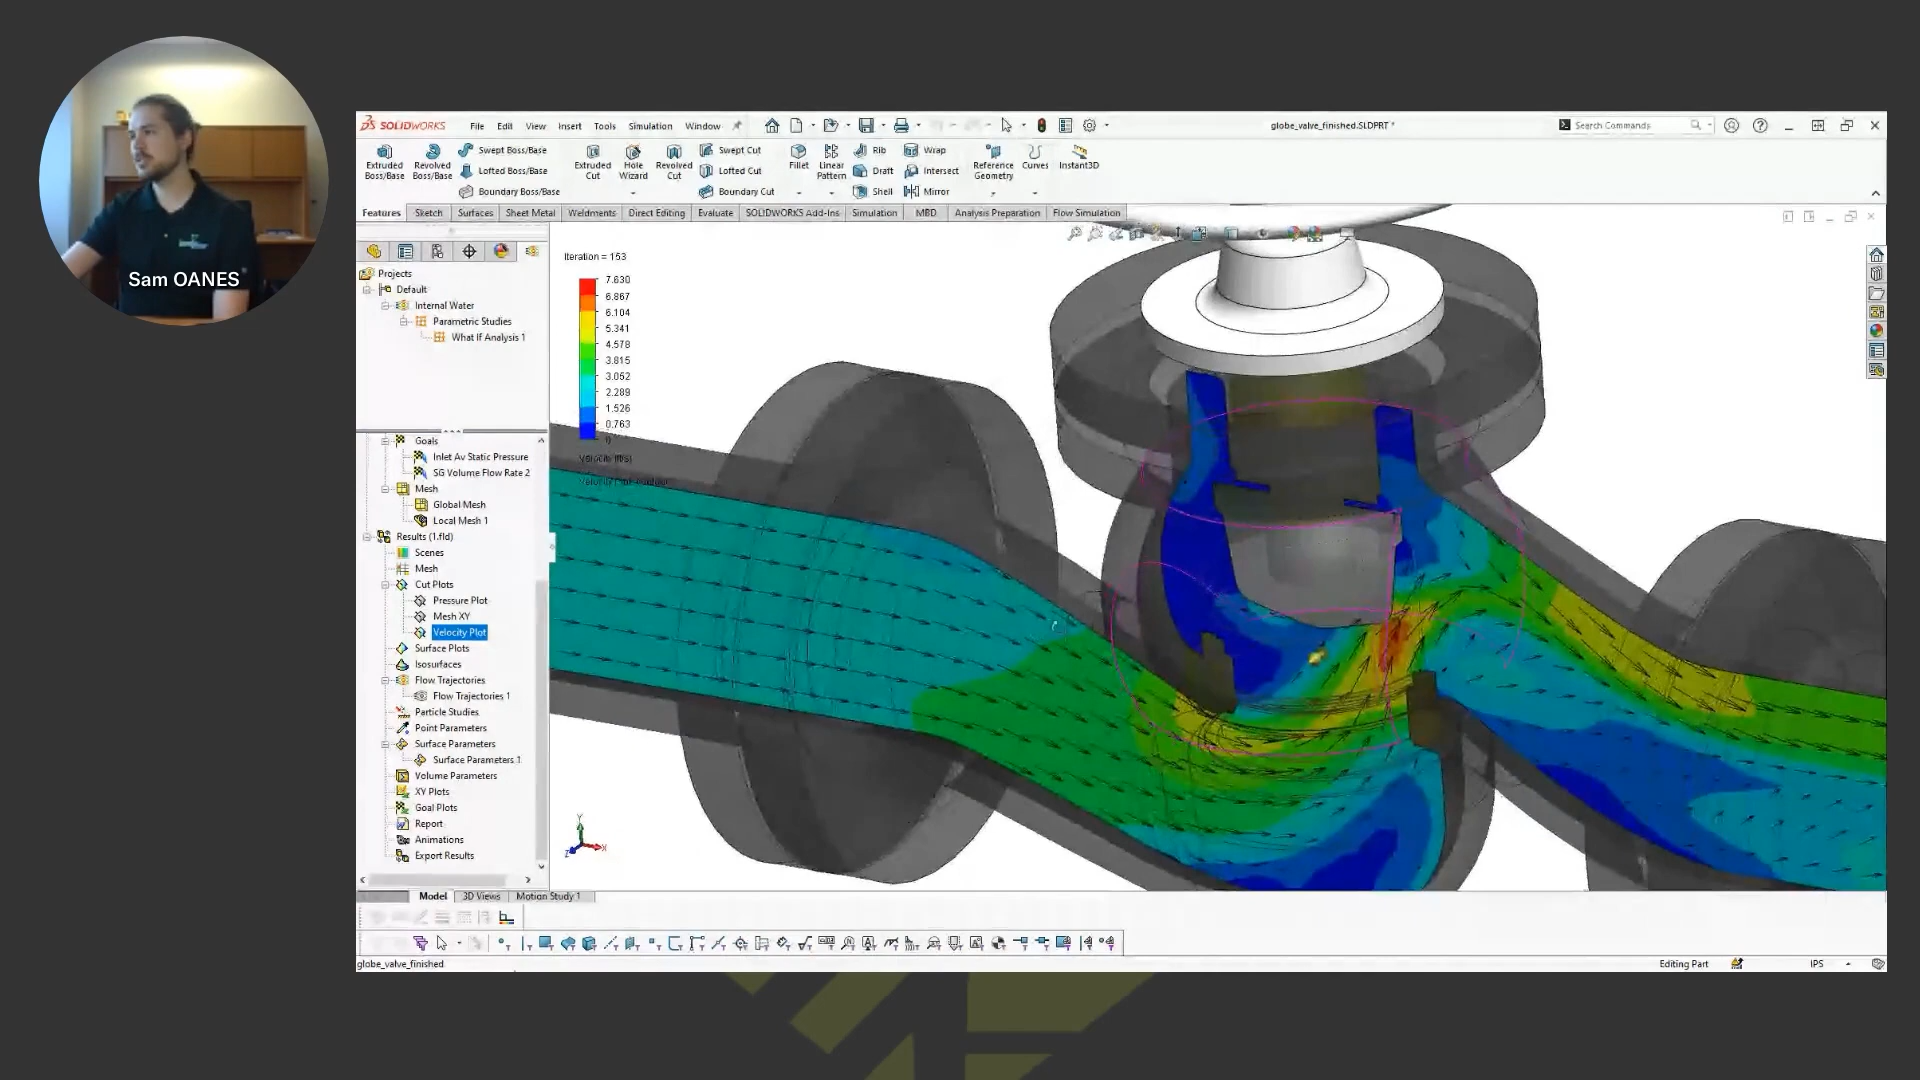 Sam OANES
SOLIDWORKS File Edit View Insert Tools Simulation Window globe_valve_finished.SLDPRT * Search Commands
Extruded Boss/Base
Revolved Boss/Base
Swept Boss/Base
Lofted Boss/Base
Boundary Boss/Base
Extruded Cut
Hole Wizard
Revolved Cut
Swept Cut
Lofted Cut
Boundary Cut
Fillet
Linear Pattern
Rib
Draft
Shell
Wrap
Intersect
Mirror
Reference Geometry
Curves
Instant3D
Features Sketch Surfaces Sheet Metal Weldments Direct Editing Evaluate SOLIDWORKS Add-Ins Simulation MBD Analysis Preparation Flow Simulation
Projects
Default
Internal Water
Parametric Studies
What If Analysis 1
Goals
Inlet Av Static Pressure
SG Volume Flow Rate 2
Mesh
Global Mesh
Local Mesh 1
Results (1.fld)
Scenes
Mesh
Cut Plots
Pressure Plot
Mesh XY
Velocity Plot
Surface Plots
Isosurfaces
Flow Trajectories
Flow Trajectories 1
Particle Studies
Point Parameters
Surface Parameters
Surface Parameters 1
Volume Parameters
XY Plots
Goal Plots
Report
Animations
Export Results
Iteration = 153
7.630
6.867
6.104
5.341
4.578
3.815
3.052
2.289
1.526
0.763
0
Velocity [ft/s]
Y
Z
X
Model 3D Views Motion Study 1
globe_valve_finished
Editing Part
IPS